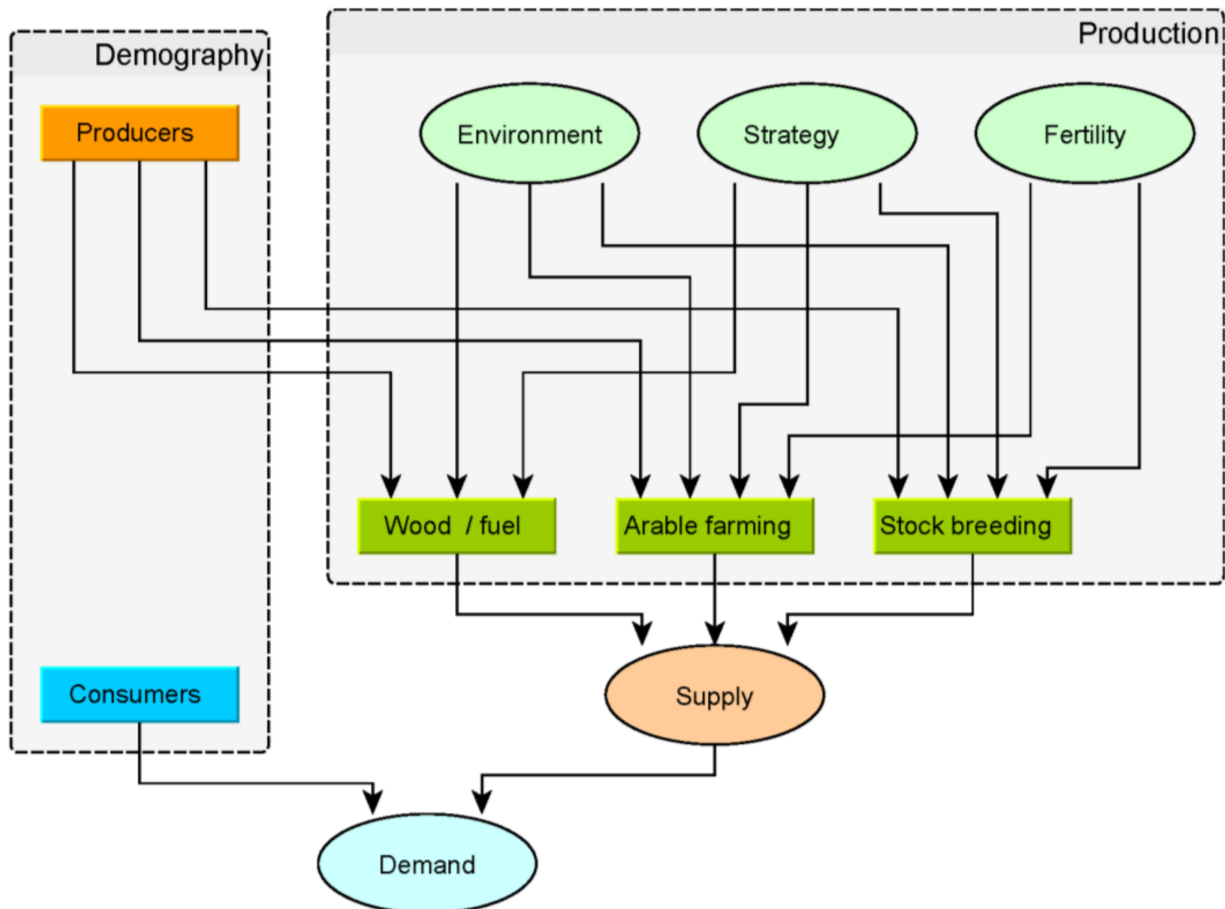 Production
Demography
Producers
Environment
Strategy
Fertility
Wood / fuel
Arable farming
Stock breeding
Consumers
Supply
Demand